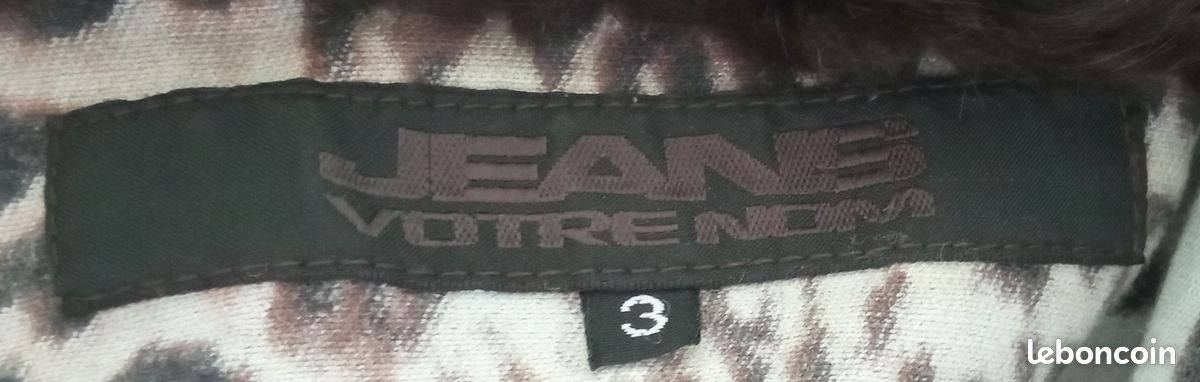 JEANS
VOTRE NOM
3
leboncoin